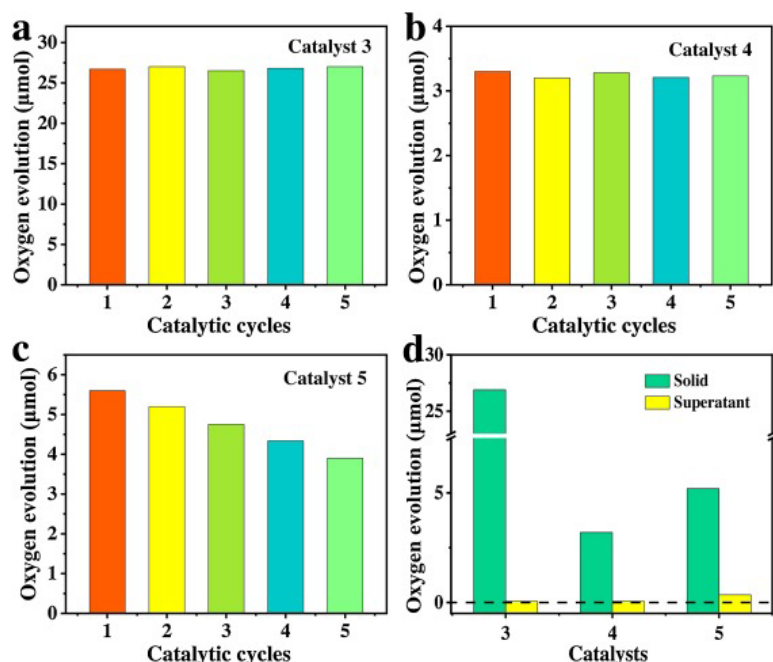 a
Catalyst 3
Oxygen evolution (μmol)
30
25
20
15
10
5
0
1 2 3 4 5
Catalytic cycles
b
Catalyst 4
Oxygen evolution (μmol)
4
3
2
1
0
1 2 3 4 5
Catalytic cycles
c
Catalyst 5
Oxygen evolution (μmol)
6
5
4
3
2
1
0
1 2 3 4 5
Catalytic cycles
d
Solid
Superatant
Oxygen evolution (μmol)
30
25
5
0
3 4 5
Catalysts